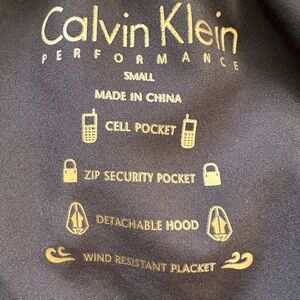 Calvin Klein
PERFORMANCE
SMALL
MADE IN CHINA
CELL POCKET
ZIP SECURITY POCKET
DETACHABLE HOOD
WIND RESISTANT PLACKET